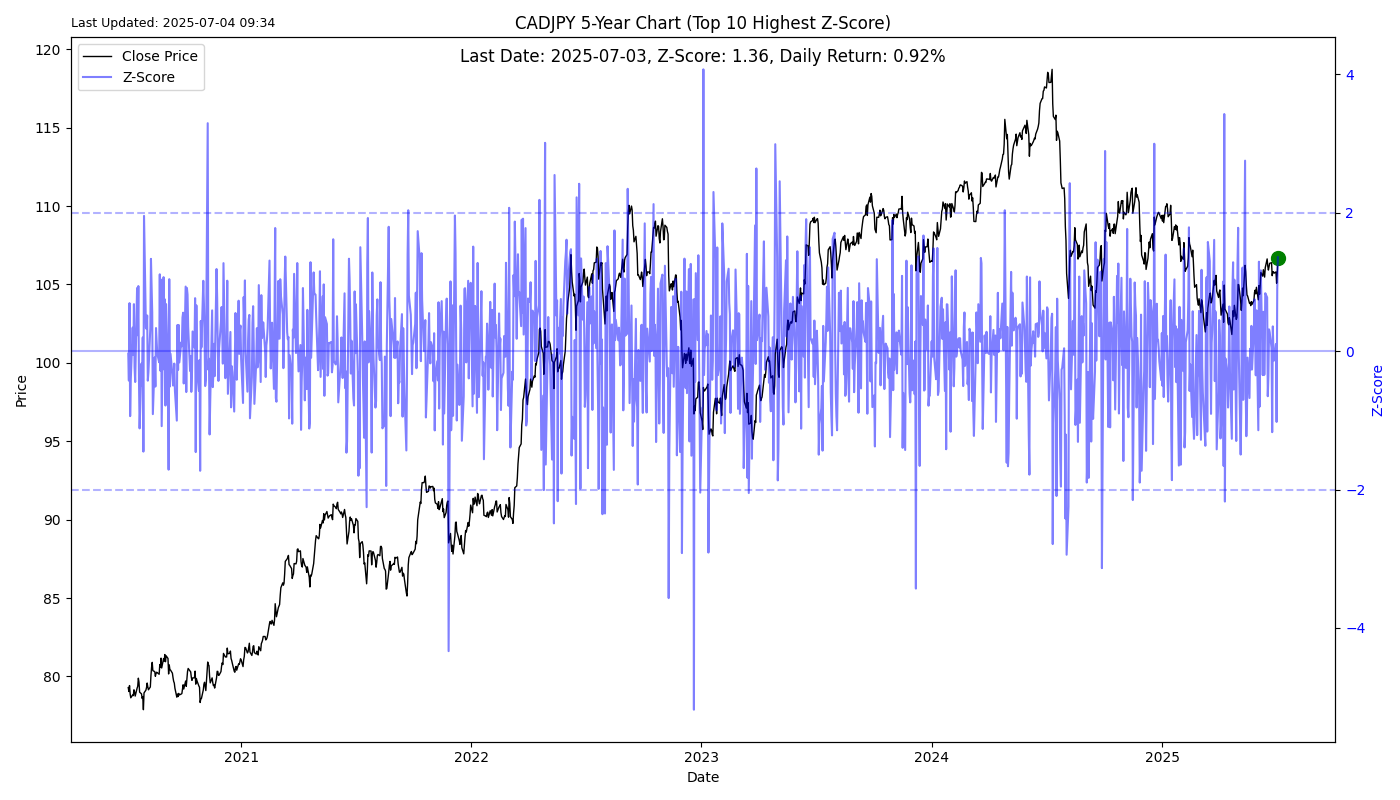 Last Updated: 2025-07-04 09:34
CADJPY 5-Year Chart (Top 10 Highest Z-Score)
Last Date: 2025-07-03, Z-Score: 1.36, Daily Return: 0.92%
Close Price
Z-Score
120
115
110
105
100
95
90
85
80
Price
4
2
0
−2
−4
Z-Score
2021
2022
2023
2024
2025
Date